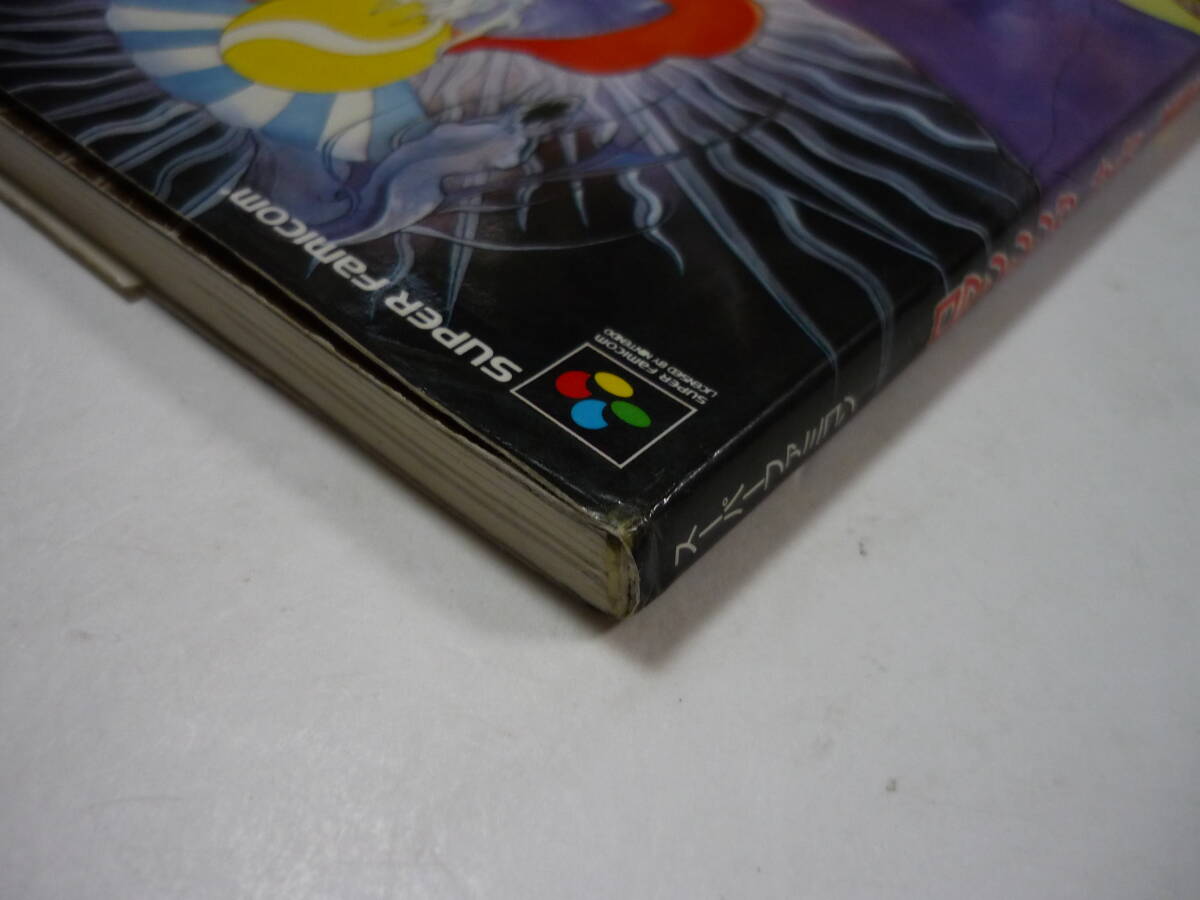 SUPER FAMICOM
SUPER FAMICOM
LICENSED BY NINTENDO
スーパーファミコン